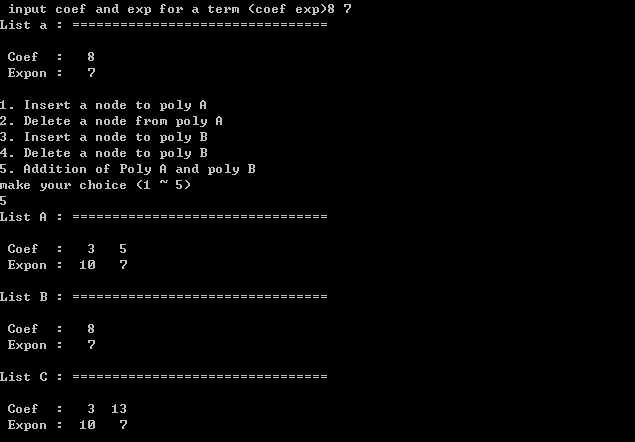 input coef and exp for a term (coef exp)8 7
List a : ================================
Coef  :   8
Expon :   7
1. Insert a node to poly A
2. Delete a node from poly A
3. Insert a node to poly B
4. Delete a node to poly B
5. Addition of Poly A and poly B
make your choice (1 ~ 5)
5
List A : ================================
Coef  :   3   5
Expon :  10   7
List B : ================================
Coef  :   8
Expon :   7
List C : ================================
Coef  :   3  13
Expon :  10   7